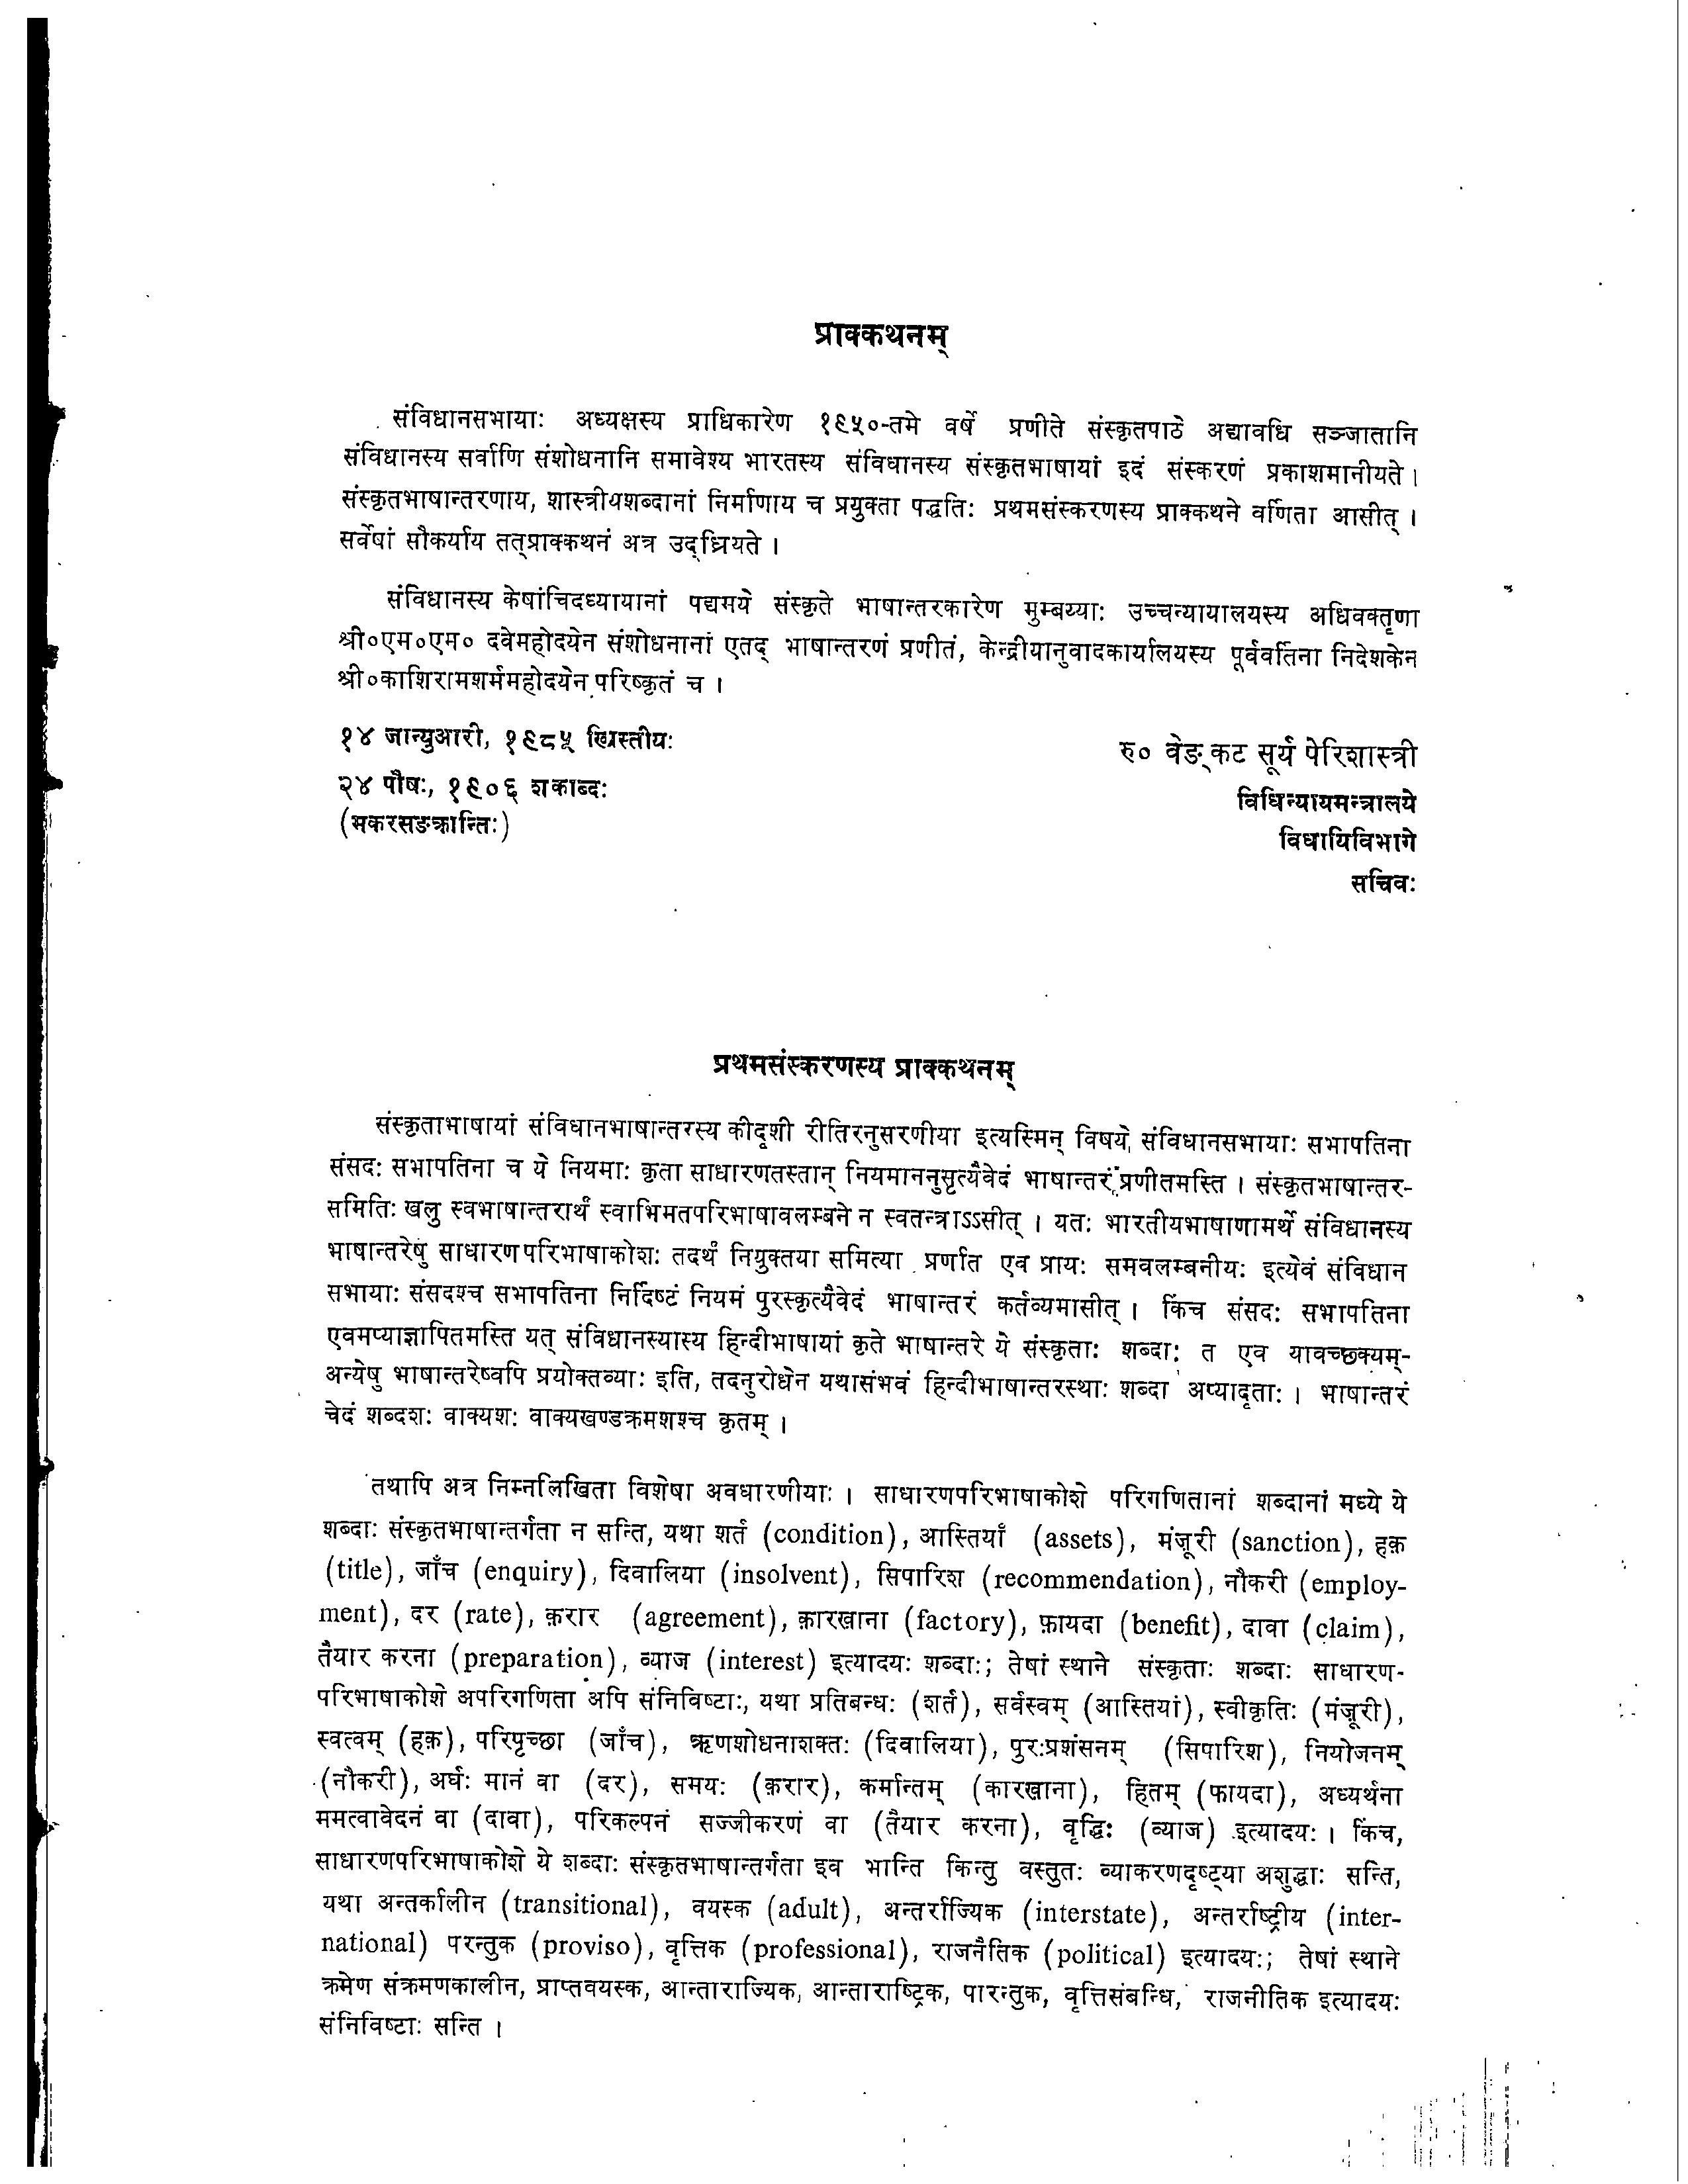 प्राक्कथनम्
संविधानसभायाः अध्यक्षस्य प्राधिकारेण १९५०-तमे वर्षे प्रणीते संस्कृतपाठे अद्यावधि सञ्जातानि
संविधानस्य सर्वाणि संशोधनानि समावेश्य भारतस्य संविधानस्य संस्कृतभाषायां इदं संस्करणं प्रकाशमानीयते।
संस्कृतभाषान्तरणाय, शास्त्रीयशब्दानां निर्माणाय च प्रयुक्ता पद्धतिः प्रथमसंस्करणस्य प्राक्कथने वर्णिता आसीत् ।
सर्वेषां सौकर्याय तत्प्राक्कथनं अत्र उद्ध्रियते ।
संविधानस्य केषांचिदध्यायानां पद्यमये संस्कृते भाषान्तरकारेण मुम्बय्याः उच्चन्यायालयस्य अधिवक्तृणा
श्री०एम०एम० दवेमहोदयेन संशोधनानां एतद् भाषान्तरणं प्रणीतं, केन्द्रीयानुवादकार्यालयस्य पूर्ववर्तिना निदेशकेन
श्री०काशिरामशर्ममहोदयेन परिष्कृतं च ।
१४ जान्युआरी, १९८५ ख्रिस्तीयः
२४ पौषः, १९०६ शकाब्दः
(मकरसङक्रान्तिः)
रु० वेङ्कट सूर्य पेरिशास्त्री
विधिन्यायमन्त्रालये
विधायिविभागे
सचिवः
प्रथमसंस्करणस्य प्राक्कथनम्
संस्कृताभाषायां संविधानभाषान्तरस्य कीदृशी रीतिरनुसरणीया इत्यस्मिन् विषये संविधानसभायाः सभापतिना
संसदः सभापतिना च ये नियमाः कृता साधारणतस्तान् नियमाननुसृत्यैवेदं भाषान्तरं प्रणीतमस्ति । संस्कृतभाषान्तर-
समितिः खलु स्वभाषान्तरार्थं स्वाभिमतपरिभाषावलम्बने न स्वतन्त्राऽऽसीत् । यतः भारतीयभाषाणामर्थे संविधानस्य
भाषान्तरेषु साधारणपरिभाषाकोशः तदर्थं नियुक्तया समित्या प्रणीत एव प्रायः समवलम्बनीयः इत्येवं संविधान
सभायाः संसदश्च सभापतिना निर्दिष्टं नियमं पुरस्कृत्यैवेदं भाषान्तरं कर्तव्यमासीत् । किंच संसदः सभापतिना
एवमप्याज्ञापितमस्ति यत् संविधानस्यास्य हिन्दीभाषायां कृते भाषान्तरे ये संस्कृताः शब्दाः त एव यावच्छक्यम्-
अन्येषु भाषान्तरेष्वपि प्रयोक्तव्याः इति, तदनुरोधेन यथासंभवं हिन्दीभाषान्तरस्थाः शब्दा अप्यादृताः । भाषान्तरं
चेदं शब्दशः वाक्यशः वाक्यखण्डक्रमशश्च कृतम् ।
तथापि अत्र निम्नलिखिता विशेषा अवधारणीयाः । साधारणपरिभाषाकोशे परिगणितानां शब्दानां मध्ये ये
शब्दाः संस्कृतभाषान्तर्गता न सन्ति, यथा शर्त (condition), आस्तियाँ (assets), मंज़ूरी (sanction), हक़
(title), जाँच (enquiry), दिवालिया (insolvent), सिपारिश (recommendation), नौकरी (employ-
ment), दर (rate), क़रार (agreement), क़ारखाना (factory), फ़ायदा (benefit), दावा (claim),
तैयार करना (preparation), व्याज (interest) इत्यादयः शब्दाः; तेषां स्थाने संस्कृताः शब्दाः साधारण-
परिभाषाकोशे अपरिगणिता अपि संनिविष्टाः, यथा प्रतिबन्धः (शर्त), सर्वस्वम् (आस्तियां), स्वीकृतिः (मंज़ूरी),
स्वत्वम् (हक़), परिपृच्छा (जाँच), ऋणशोधनाशक्तः (दिवालिया), पुरःप्रशंसनम् (सिपारिश), नियोजनम्
(नौकरी), अर्घः मानं वा (दर), समयः (क़रार), कर्मान्तम् (कारखाना), हितम् (फायदा), अध्यर्थना
ममत्वावेदनं वा (दावा), परिकल्पनं सज्जीकरणं वा (तैयार करना), वृद्धिः (व्याज) इत्यादयः । किंच,
साधारणपरिभाषाकोशे ये शब्दाः संस्कृतभाषान्तर्गता इव भान्ति किन्तु वस्तुतः व्याकरणदृष्ट्या अशुद्धाः सन्ति,
यथा अन्तर्कालीन (transitional), वयस्क (adult), अन्तर्राज्यिक (interstate), अन्तर्राष्ट्रीय (inter-
national) परन्तुक (proviso), वृत्तिक (professional), राजनैतिक (political) इत्यादयः; तेषां स्थाने
क्रमेण संक्रमणकालीन, प्राप्तवयस्क, आन्ताराज्यिक, आन्ताराष्ट्रिक, पारन्तुक, वृत्तिसंबन्धि, राजनीतिक इत्यादयः
संनिविष्टाः सन्ति ।